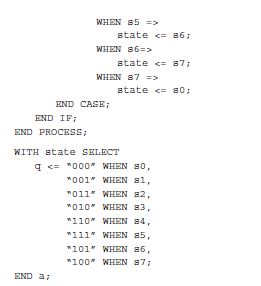 WHEN s5 =>
state <= s6;
WHEN s6=>
state <= s7;
WHEN s7 =>
state <= s0;
END CASE;
END IF;
END PROCESS;
WITH state SELECT
q <= "000" WHEN s0,
"001" WHEN s1,
"011" WHEN s2,
"010" WHEN s3,
"110" WHEN s4,
"111" WHEN s5,
"101" WHEN s6,
"100" WHEN s7;
END a;